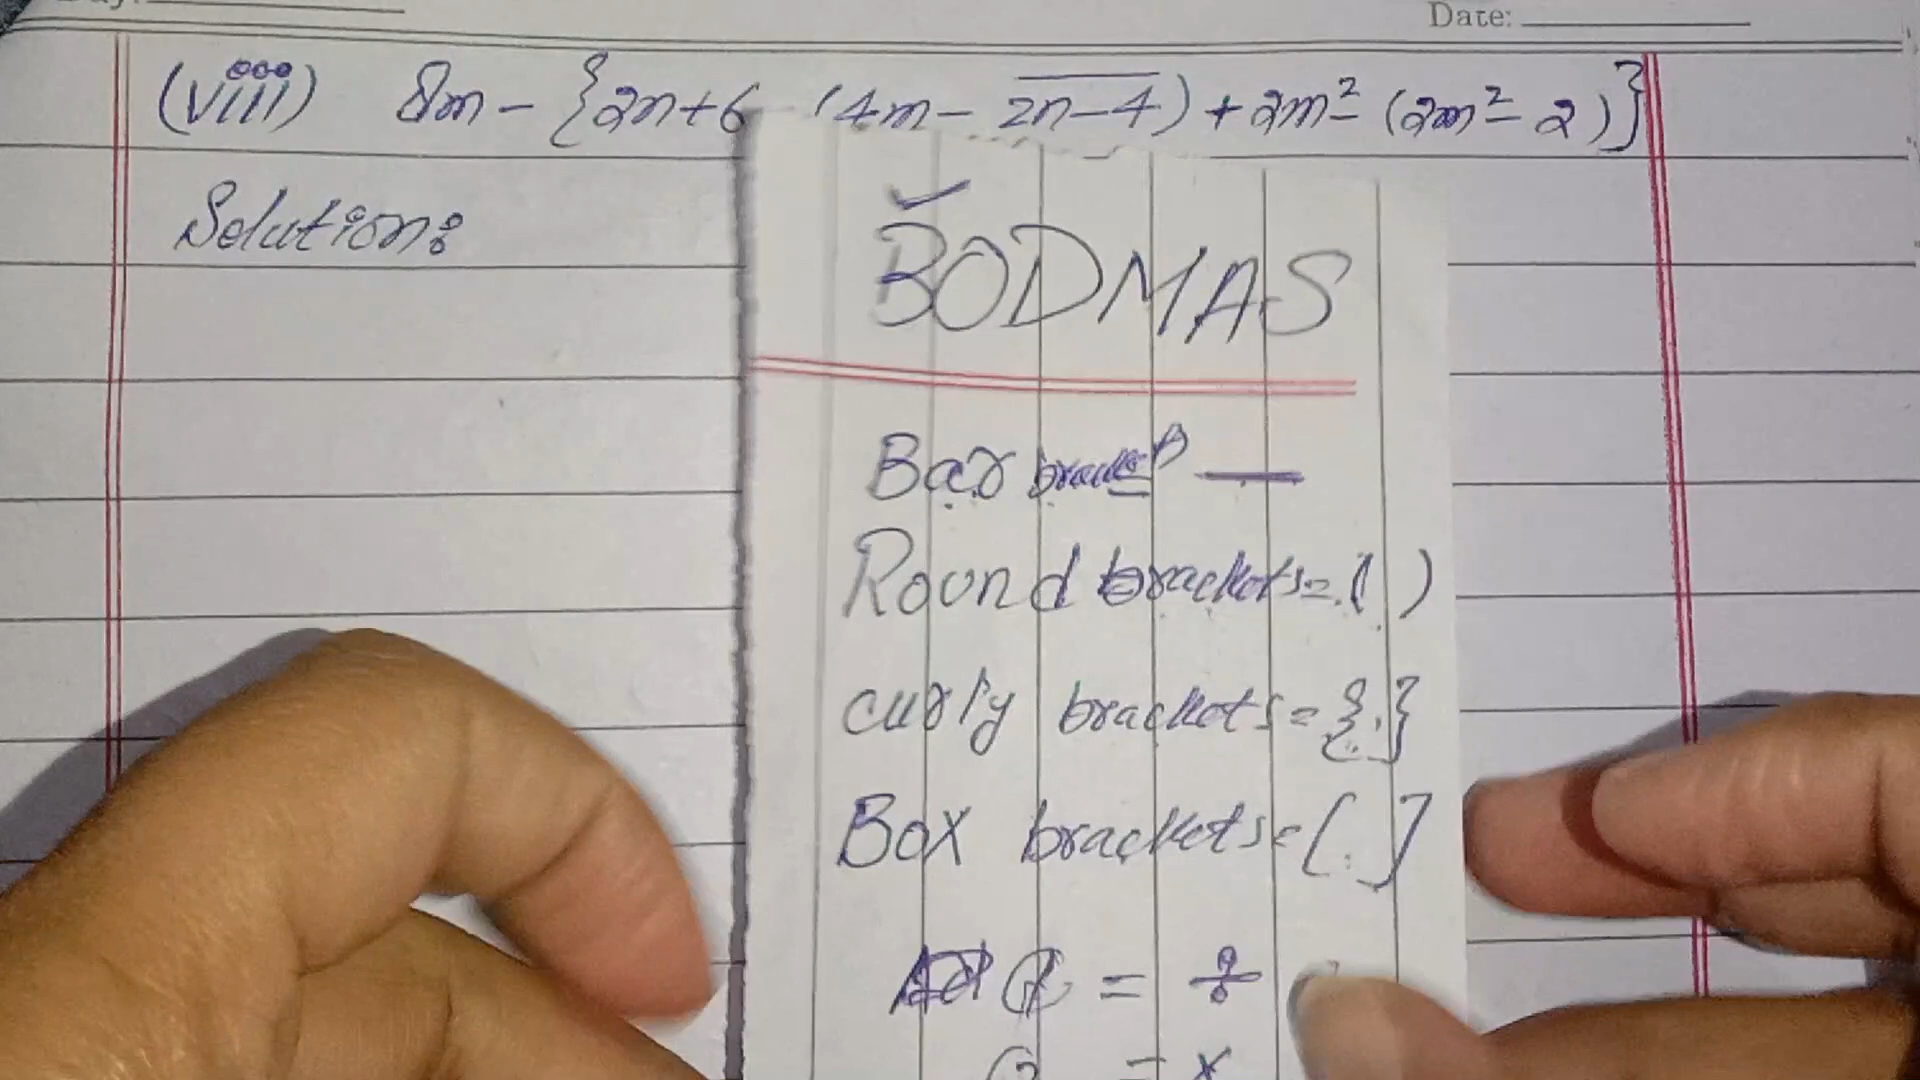 Date:
(viii) 8m - {2n+6 (4m - 2n-4) + 2m² - (2m² - 2)}
Solution:
BODMAS
Bar bracket —
Round brackets = ( )
curly brackets = { }
Box brackets = [ ]
= ÷
= ×